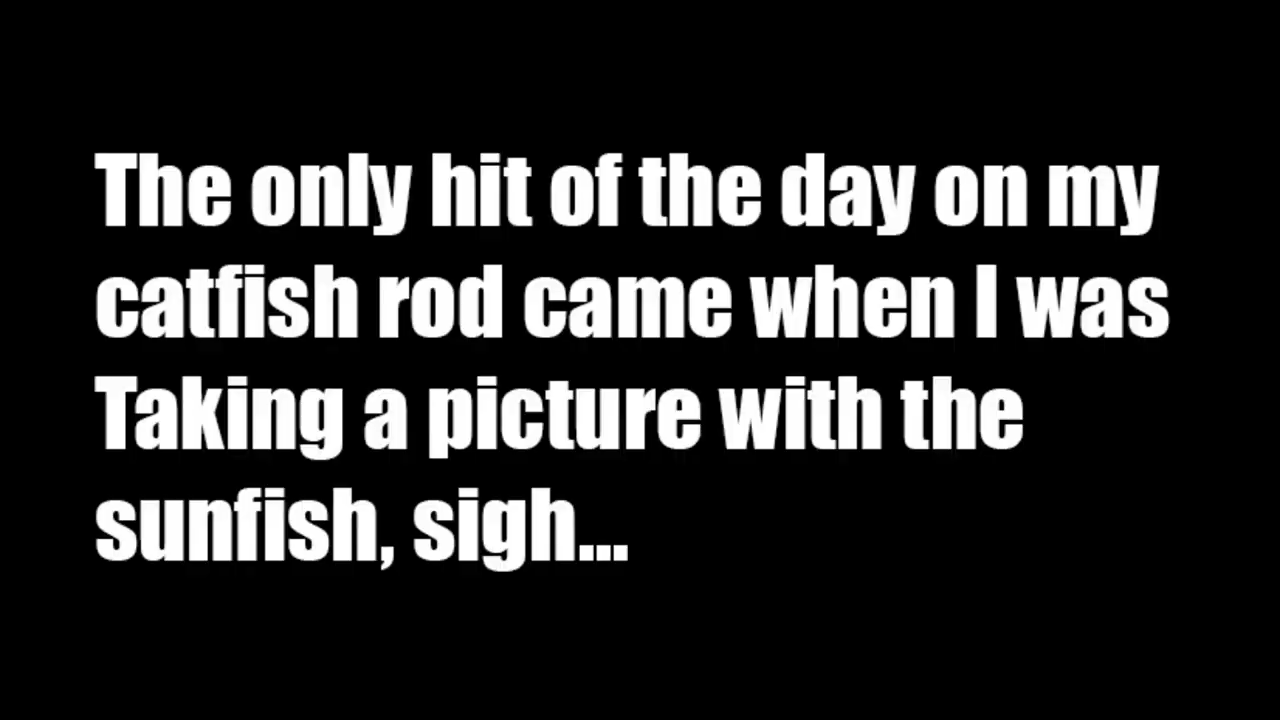 The only hit of the day on my
catfish rod came when I was
Taking a picture with the
sunfish, sigh...